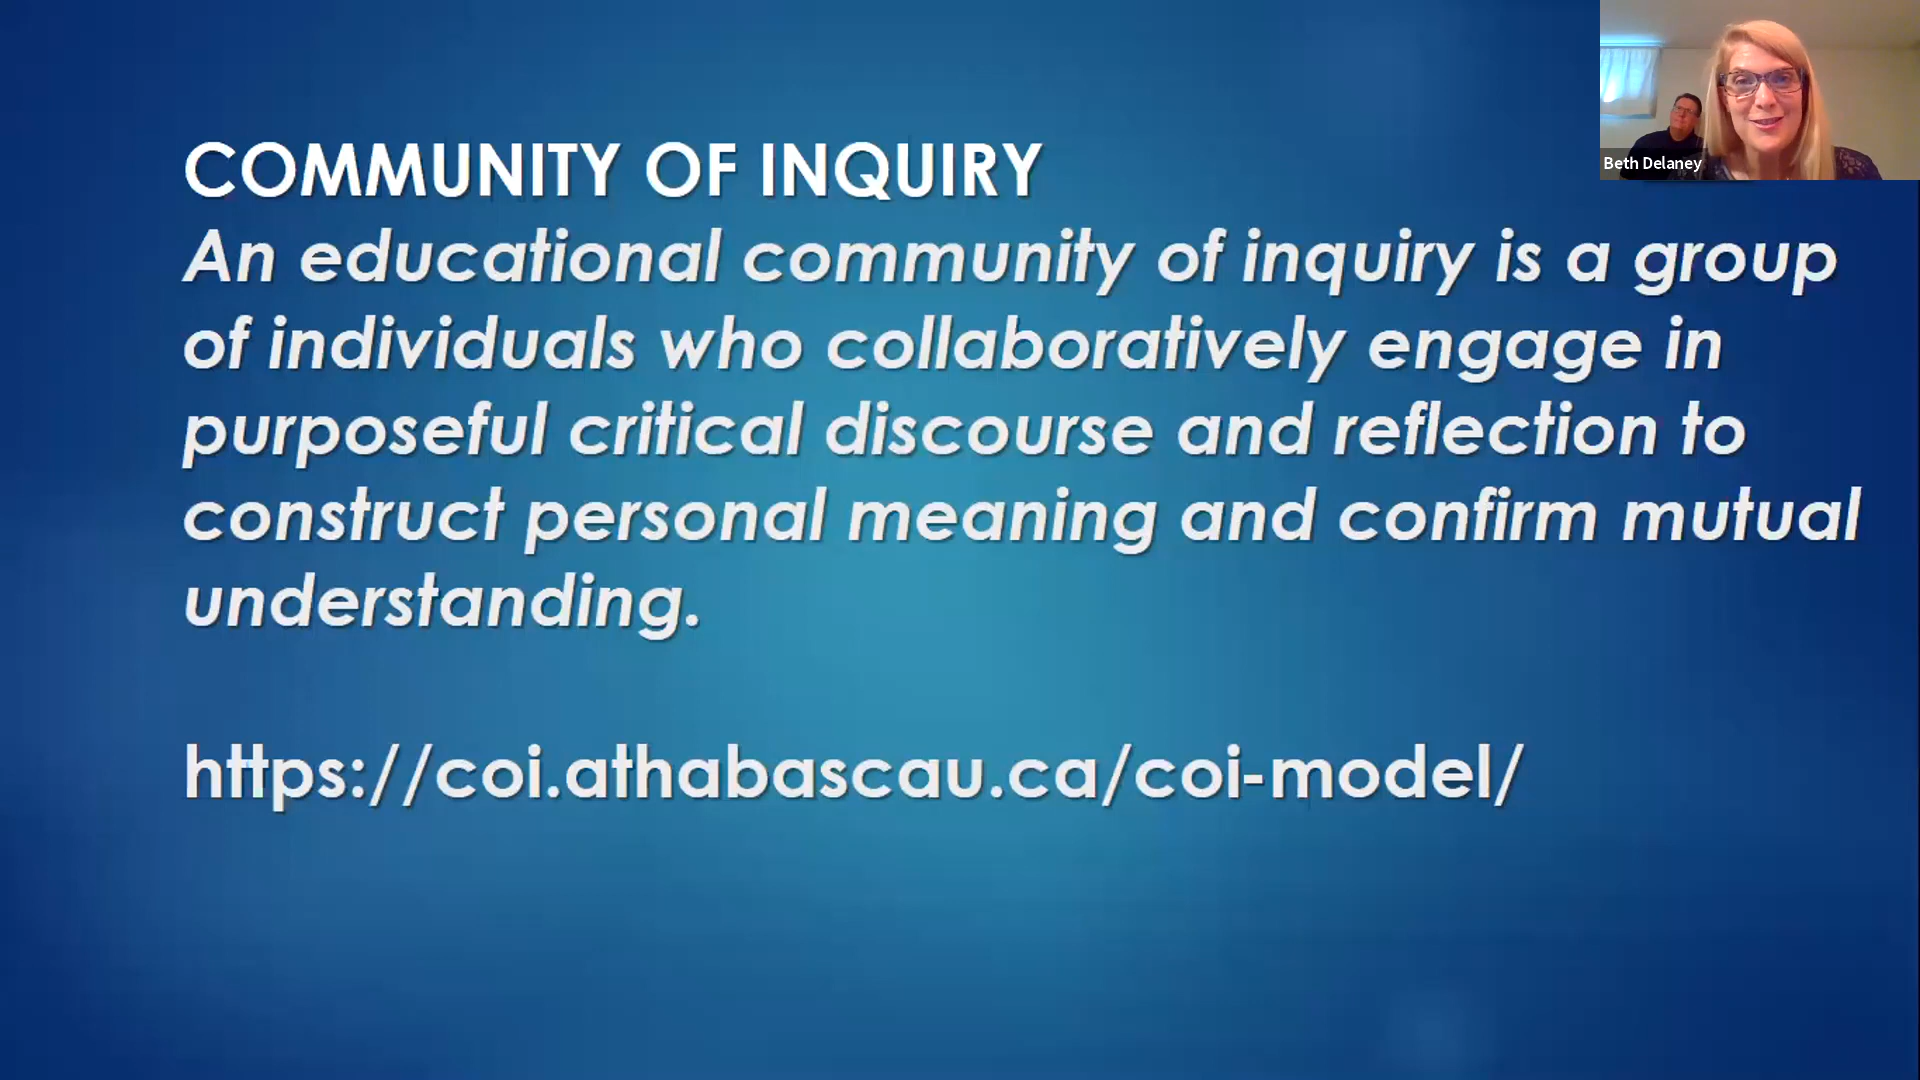 COMMUNITY OF INQUIRY
An educational community of inquiry is a group
of individuals who collaboratively engage in
purposeful critical discourse and reflection to
construct personal meaning and confirm mutual
understanding.
https://coi.athabascau.ca/coi-model/
Beth Delaney